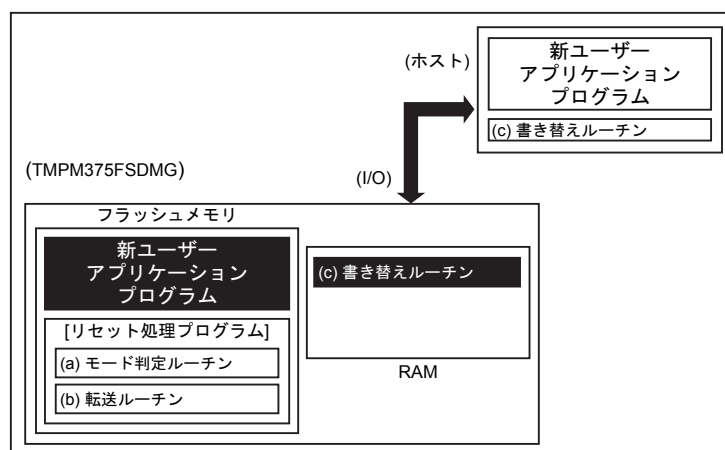 (ホスト)
新ユーザー
アプリケーション
プログラム
(c) 書き替えルーチン
(TMPM375FSDMG)
(I/O)
フラッシュメモリ
新ユーザー
アプリケーション
プログラム
[リセット処理プログラム]
(a) モード判定ルーチン
(b) 転送ルーチン
(c) 書き替えルーチン
RAM